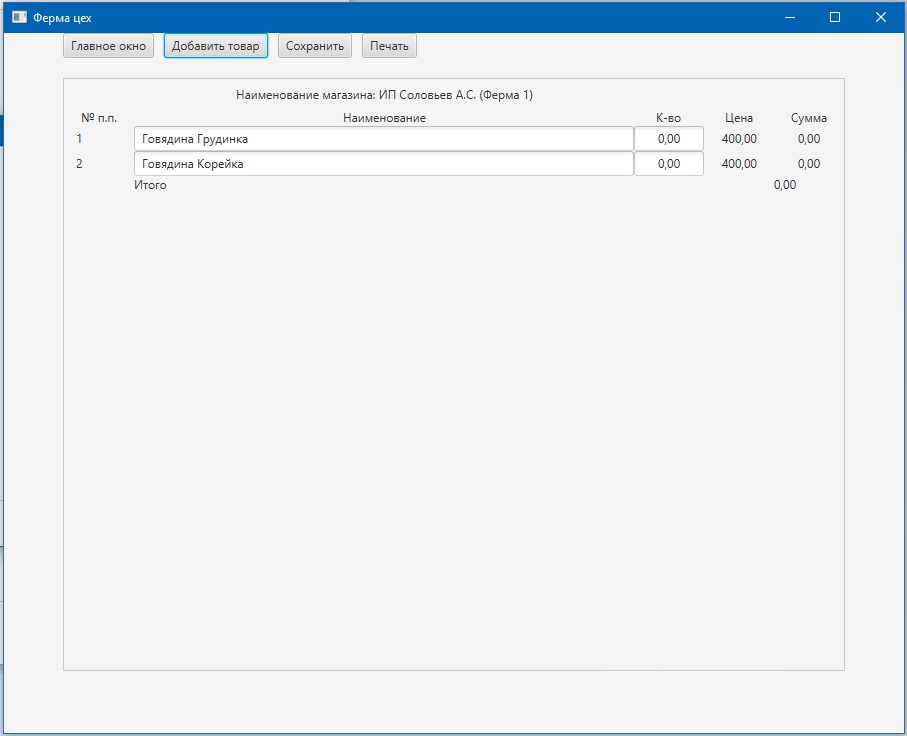 Ферма цех
Главное окно Добавить товар Сохранить Печать
Наименование магазина: ИП Соловьев А.С. (Ферма 1)
№ п.п. Наименование К-во Цена Сумма
1 Говядина Грудинка 0,00 400,00 0,00
2 Говядина Корейка 0,00 400,00 0,00
Итого 0,00